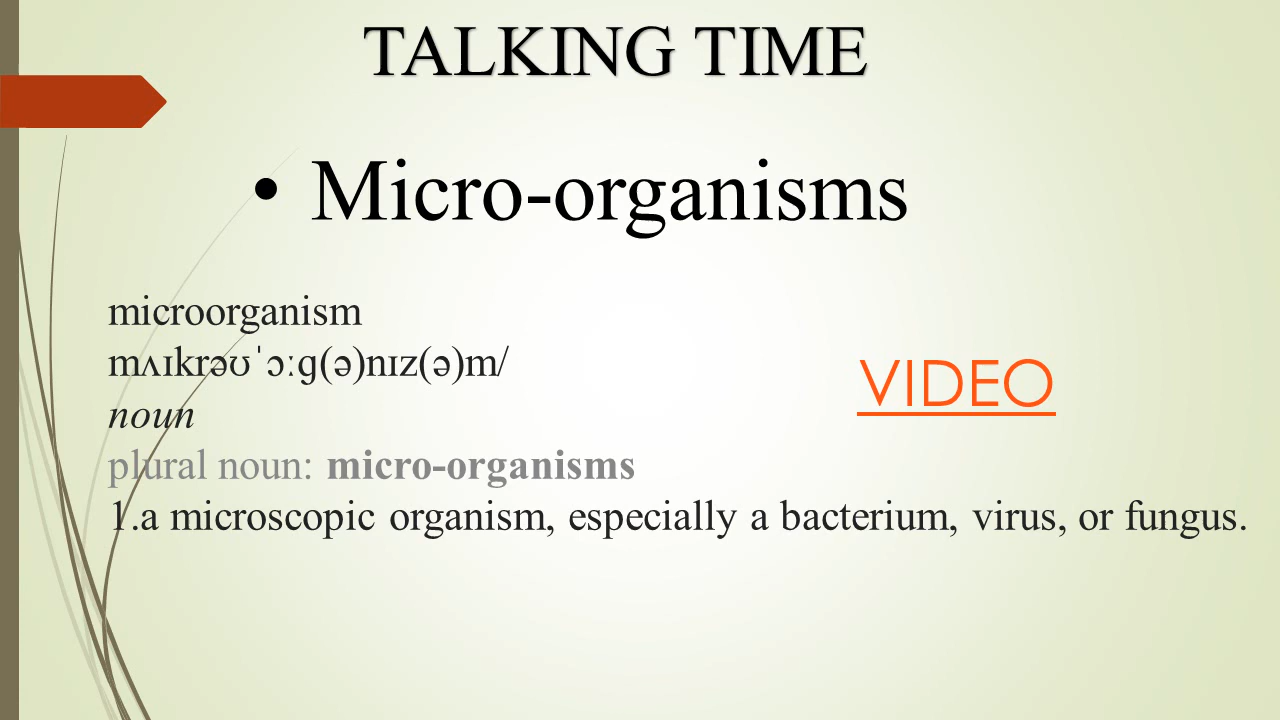 TALKING TIME
• Micro-organisms
microorganism
mʌɪkrəʊˈɔːɡ(ə)nɪz(ə)m/
noun
plural noun: micro-organisms
1.a microscopic organism, especially a bacterium, virus, or fungus.
VIDEO